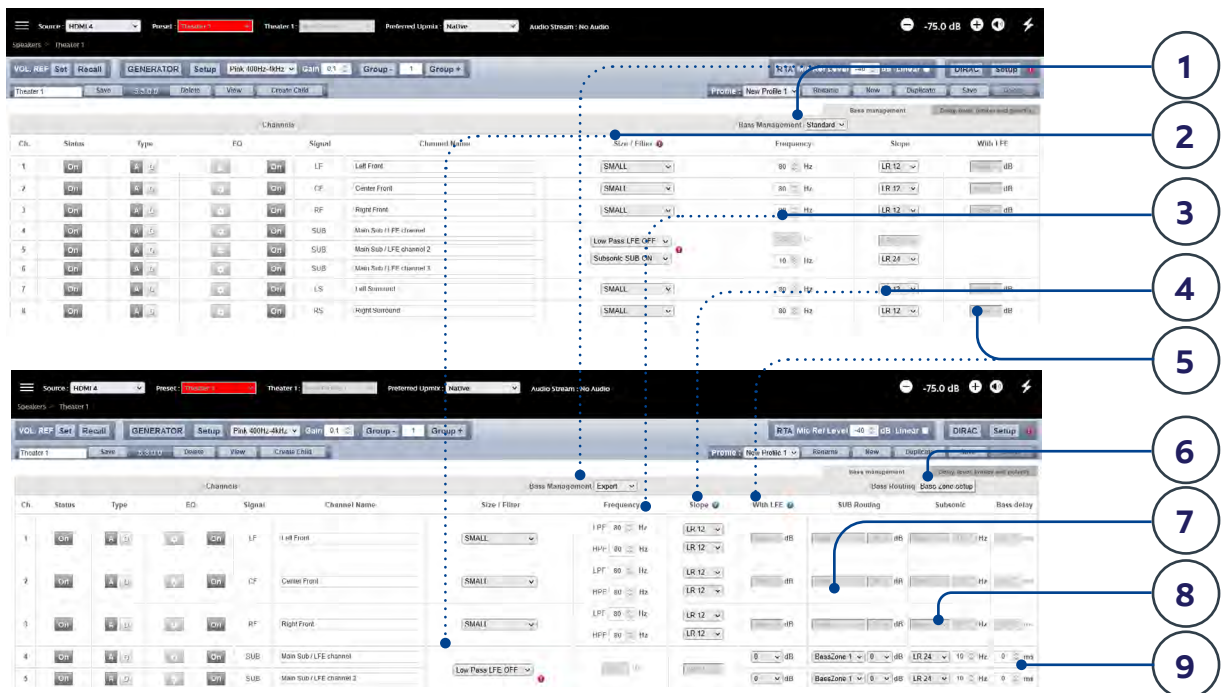 Source : HDMI 4 Preset : Theater 1 Theater 1 : Preferred Upmix : Native Audio Stream : No Audio -75.0 dB
Speakers > Theater 1
VOL. REF Set Recall GENERATOR Setup Pink 400Hz-4kHz Gain 0.1 Group - 1 Group + RTA -40 DIRAC Setup
Theater 1 Save 5.3.0.0 Delete View Create Child Profile : New Profile 1 Rename New Duplicate Save
Bass management Delay, level, and polarity
Channels Bass Management Standard
Ch. Status Type EQ Signal Channel Name Size / Filter Frequency Slope With LFE
1 On A On LF Left Front SMALL 80 Hz LR 12 dB
2 On A On CF Center Front SMALL 80 Hz LR 12 dB
3 On A On RF Right Front SMALL Hz LR 12 dB
4 On A On SUB Main Sub / LFE channel
Low Pass LFE OFF
5 On A On SUB Main Sub / LFE channel 2
Subsonic SUB ON 10 Hz LR 24
6 On A On SUB Main Sub / LFE channel 3
7 On A On LS Left Surround SMALL 80 Hz dB
8 On A On RS Right Surround SMALL 80 Hz LR 12 dB
Source : HDMI 4 Preset : Theater 1 Theater 1 : Preferred Upmix : Native Audio Stream : No Audio -75.0 dB
Speakers > Theater 1
VOL. REF Set Recall GENERATOR Setup Pink 400Hz-4kHz Gain 0.1 Group - 1 Group + RTA Mic Ref Level -40 dB Linear DIRAC Setup
Theater 1 Save 5.3.0.0 Delete View Create Child Profile : New Profile 1 Rename New Duplicate
Bass management Delay, level, and polarity
Channels Bass Management Expert Bass Routing Bass Zone setup
Ch. Status Type EQ Signal Channel Name Size / Filter Frequency Slope With LFE SUB Routing Subsonic Bass delay
LPF 80 Hz LR 12
1 On A On LF Left Front SMALL dB dB Hz
HPF 80 Hz LR 12
LPF 80 Hz LR 12
2 On A On CF Center Front SMALL dB dB Hz
HPF 80 Hz LR 12
LPF 80 Hz LR 12
3 On A On RF Right Front SMALL dB dB Hz
HPF 80 Hz LR 12
4 On A On SUB Main Sub / LFE channel 0 dB BassZone 1 0 dB LR 24 10 Hz 0 ms
Low Pass LFE OFF
5 On A On SUB Main Sub / LFE channel 2 0 dB BassZone 1 0 dB LR 24 10 Hz 0 ms
1
2
3
4
5
6
7
8
9